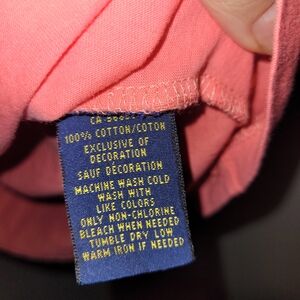 100% COTTON/COTON
EXCLUSIVE OF
DECORATION
SAUF DÉCORATION
MACHINE WASH COLD
WASH WITH
LIKE COLORS
ONLY NON-CHLORINE
BLEACH WHEN NEEDED
TUMBLE DRY LOW
WARM IRON IF NEEDED